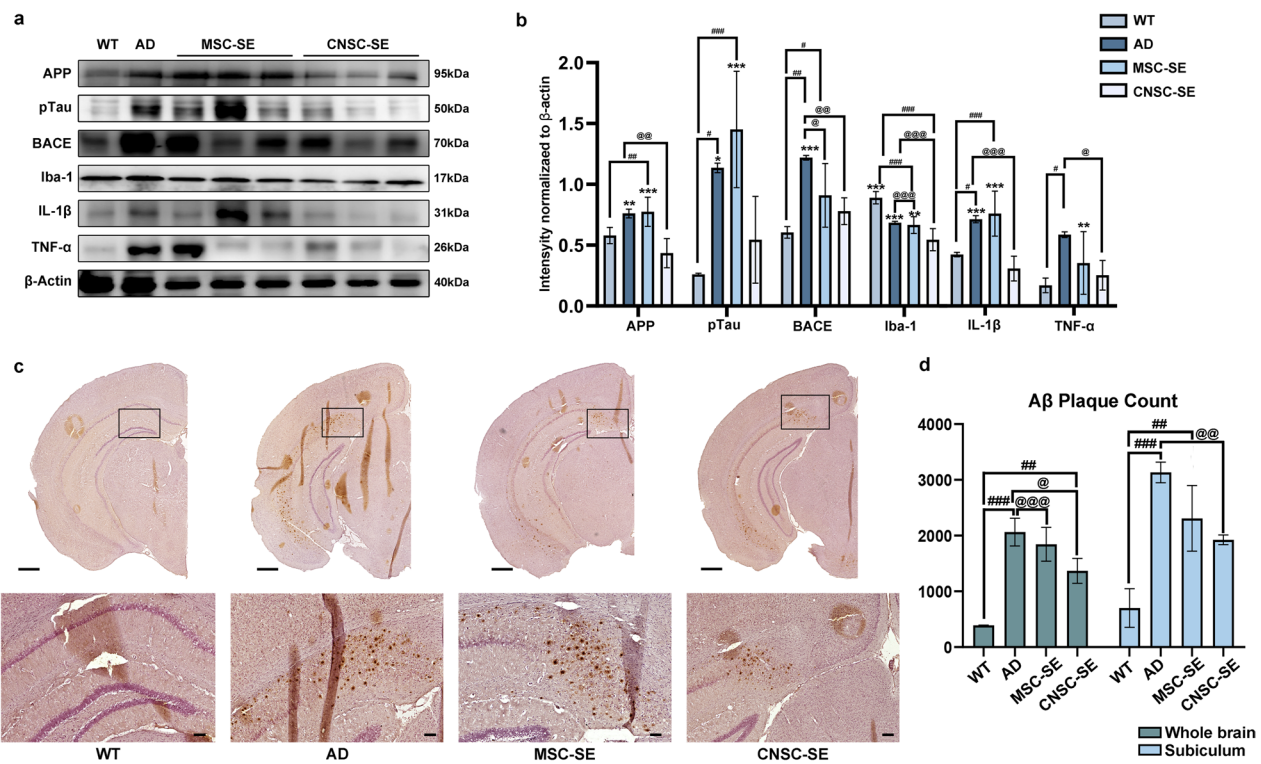 a
WT AD MSC-SE CNSC-SE
APP 95kDa
pTau 50kDa
BACE 70kDa
Iba-1 17kDa
IL-1β 31kDa
TNF-α 26kDa
β-Actin 40kDa
b
WT
AD
MSC-SE
CNSC-SE
Intensyity normalizaed to β-actin
2.0
1.5
1.0
0.5
0.0
@@
##
**
***
###
#
*
***
#
##
@@
@
***
###
@@@
###
@@@
***
***
**
###
@@@
#
***
***
@
#
**
APP pTau BACE Iba-1 IL-1β TNF-α
c
WT AD MSC-SE CNSC-SE
d
Aβ Plaque Count
4000
3000
2000
1000
0
##
@
### @@@
##
### @@
WT AD MSC-SE CNSC-SE WT AD MSC-SE CNSC-SE
Whole brain
Subiculum